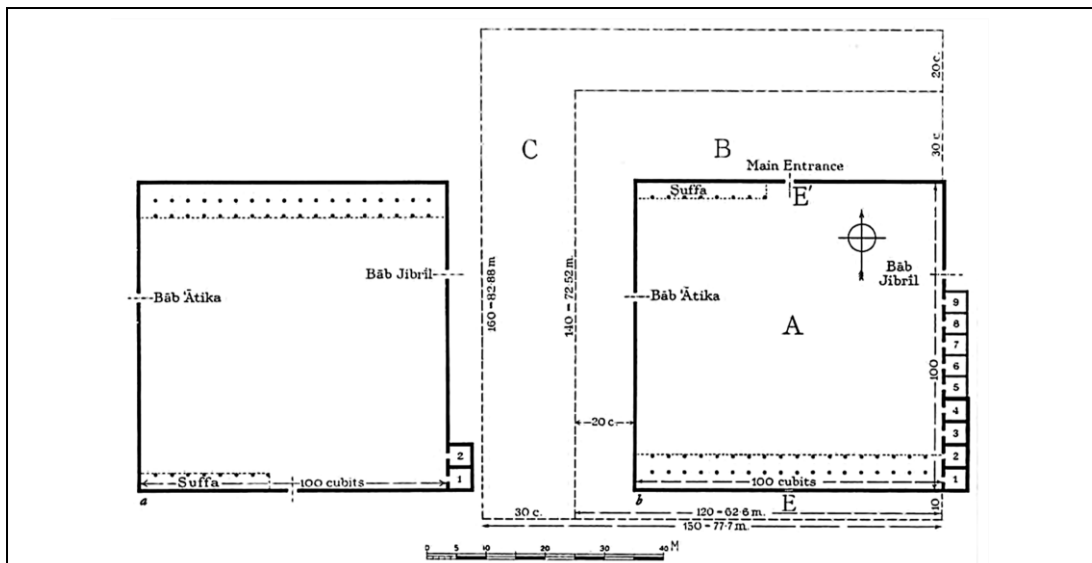 20 c.
C
B
30 c.
Main Entrance
Suffa
E'
Bāb Jibrîl
Bāb
Jibrîl
Bāb 'Ātika
160=82.88 m.
140=72.52 m.
Bāb 'Ātika
A
9
8
7
6
5
4
3
2
1
100
20 c.
2
1
Suffa
100 cubits
100 cubits
a
b
E
10
30 c.
120=62·6 m.
150=77·7 m.
0 5 10 20 30 40 M